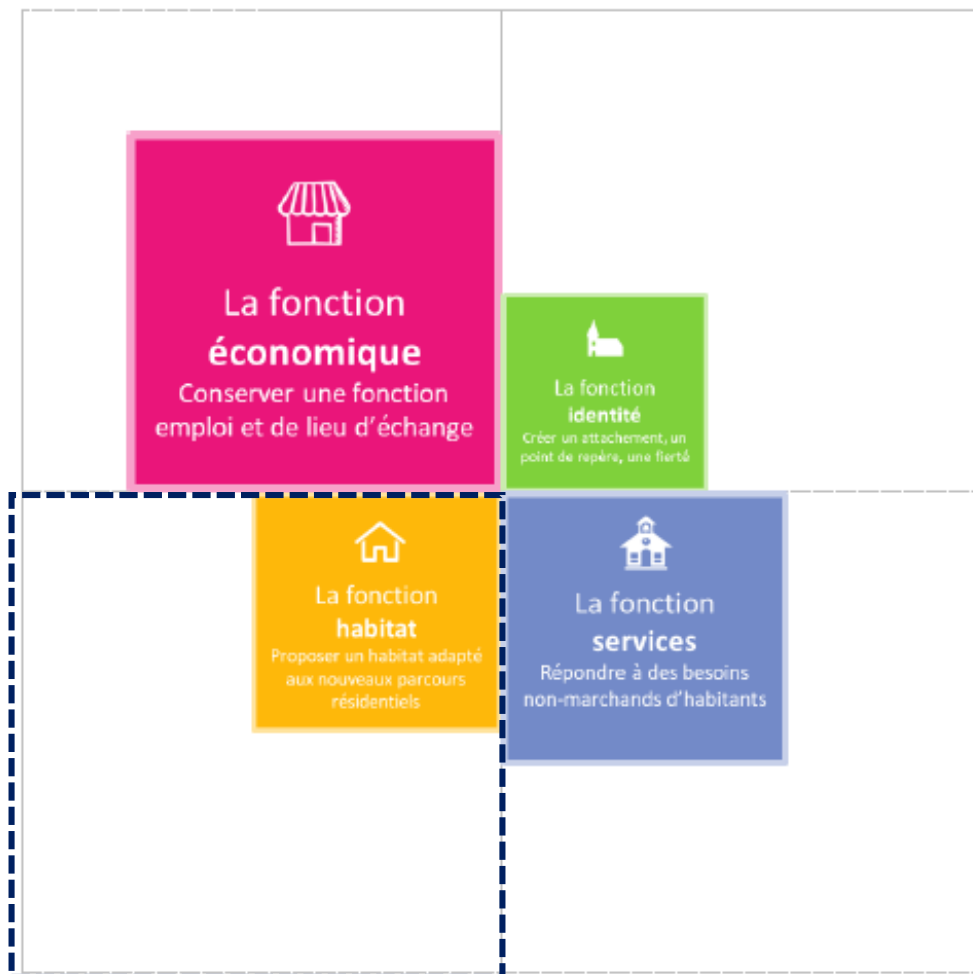 La fonction
économique
Conserver une fonction
emploi et de lieu d'échange
La fonction
identité
Créer un attachement, un
point de repère, une fierté
La fonction
habitat
Proposer un habitat adapté
aux nouveaux parcours
résidentiels
La fonction
services
Répondre à des besoins
non-marchands d'habitants